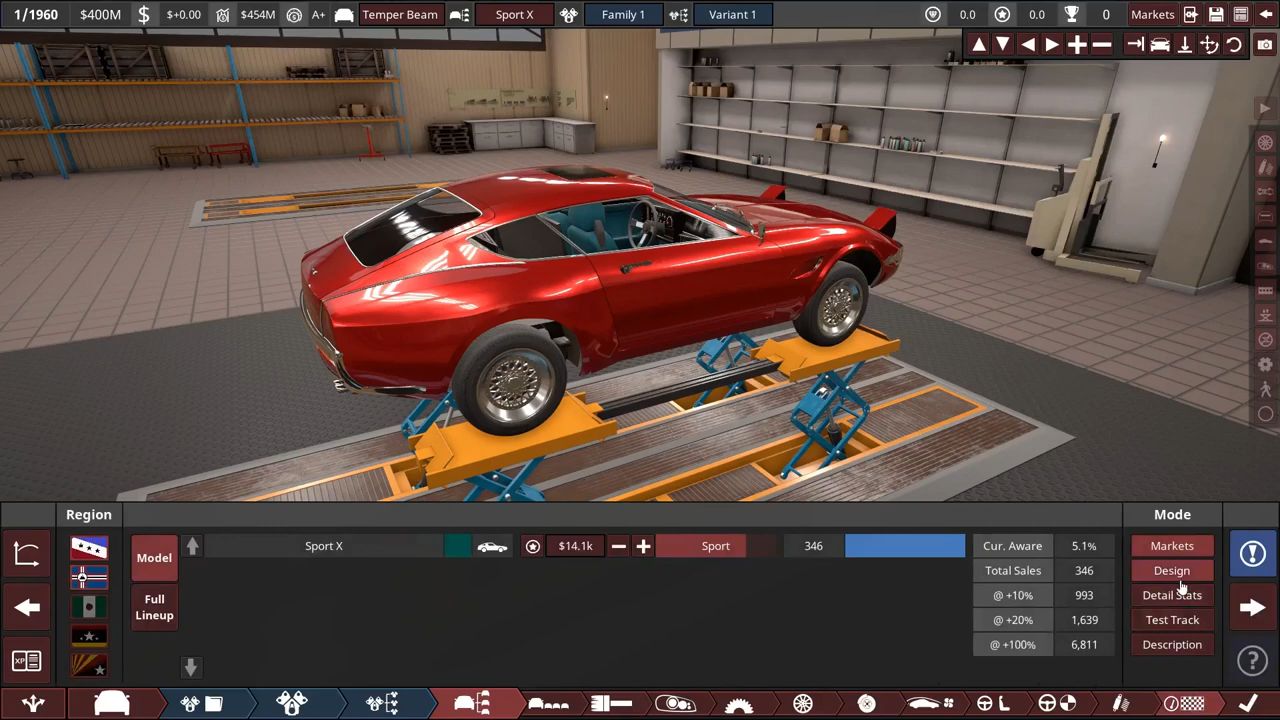 1/1960 $400M $+0.00 $454M A+ Temper Beam Sport X Family 1 Variant 1 0.0 0.0 0 Markets
Region
Mode
Model
Full
Lineup
Sport X $14.1k Sport 346
Cur. Aware 5.1%
Total Sales 346
@ +10% 993
@ +20% 1,639
@ +100% 6,811
Markets
Design
Detail Stats
Test Track
Description
XP